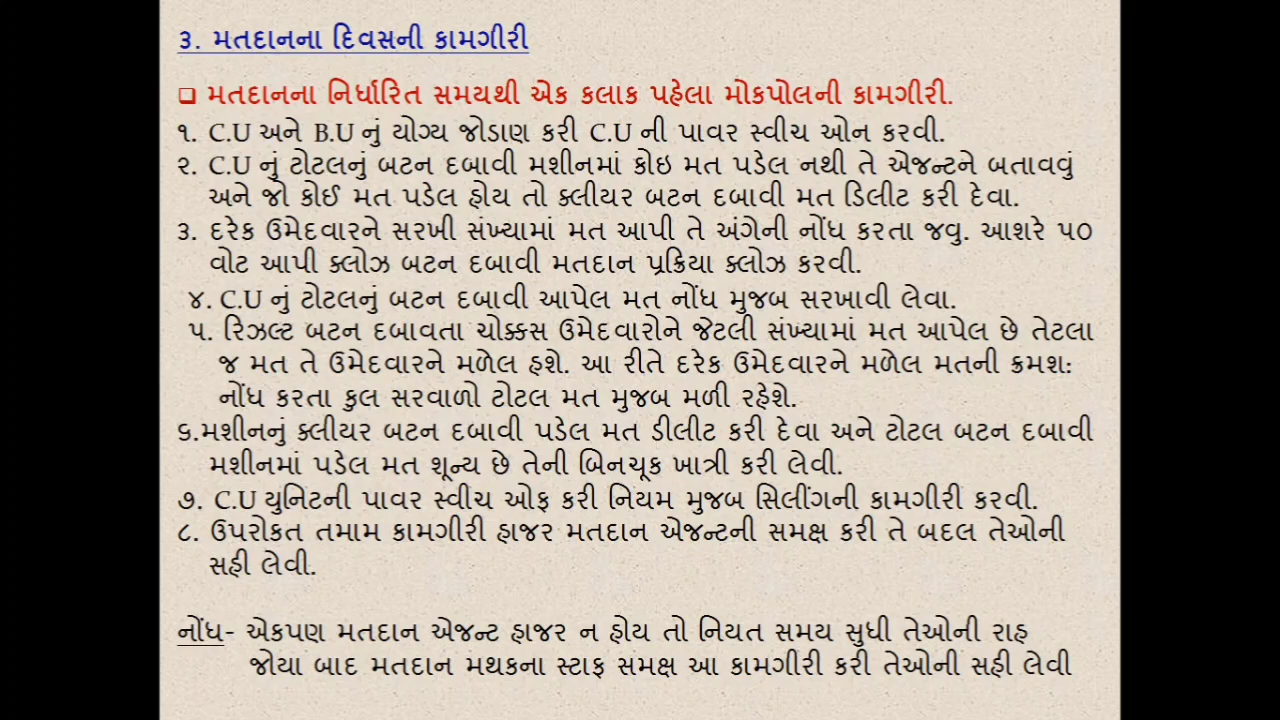 ૩. મતદાનના દિવસની કામગીરી
❑ મતદાનના નિર્ધારિત સમયથી એક કલાક પહેલા મોકપોલની કામગીરી.
૧. C.U અને B.U નું યોગ્ય જોડાણ કરી C.U ની પાવર સ્વીચ ઓન કરવી.
૨. C.U નું ટોટલનું બટન દબાવી મશીનમાં કોઇ મત પડેલ નથી તે એજન્ટને બતાવવું
અને જો કોઈ મત પડેલ હોય તો ક્લીયર બટન દબાવી મત ડિલીટ કરી દેવા.
૩. દરેક ઉમેદવારને સરખી સંખ્યામાં મત આપી તે અંગેની નોંધ કરતા જવુ. આશરે ૫૦
વોટ આપી ક્લોઝ બટન દબાવી મતદાન પ્રક્રિયા ક્લોઝ કરવી.
૪. C.U નું ટોટલનું બટન દબાવી આપેલ મત નોંધ મુજબ સરખાવી લેવા.
૫. રિઝલ્ટ બટન દબાવતા ચોક્કસ ઉમેદવારોને જેટલી સંખ્યામાં મત આપેલ છે તેટલા
જ મત તે ઉમેદવારને મળેલ હશે. આ રીતે દરેક ઉમેદવારને મળેલ મતની ક્રમશઃ
નોંધ કરતા કુલ સરવાળો ટોટલ મત મુજબ મળી રહેશે.
૬.મશીનનું ક્લીયર બટન દબાવી પડેલ મત ડીલીટ કરી દેવા અને ટોટલ બટન દબાવી
મશીનમાં પડેલ મત શૂન્ય છે તેની બિનચૂક ખાત્રી કરી લેવી.
૭. C.U યુનિટની પાવર સ્વીચ ઓફ કરી નિયમ મુજબ સિલીંગની કામગીરી કરવી.
૮. ઉપરોકત તમામ કામગીરી હાજર મતદાન એજન્ટની સમક્ષ કરી તે બદલ તેઓની
સહી લેવી.
નોંધ- એકપણ મતદાન એજન્ટ હાજર ન હોય તો નિયત સમય સુધી તેઓની રાહ
જોયા બાદ મતદાન મથકના સ્ટાફ સમક્ષ આ કામગીરી કરી તેઓની સહી લેવી